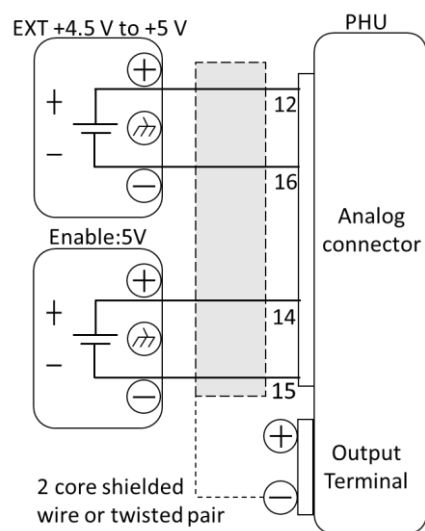 EXT +4.5 V to +5 V
PHU
+
+
12
−
−
16
Enable:5V
Analog
connector
+
+
14
−
−
15
+
Output
Terminal
−
2 core shielded
wire or twisted pair